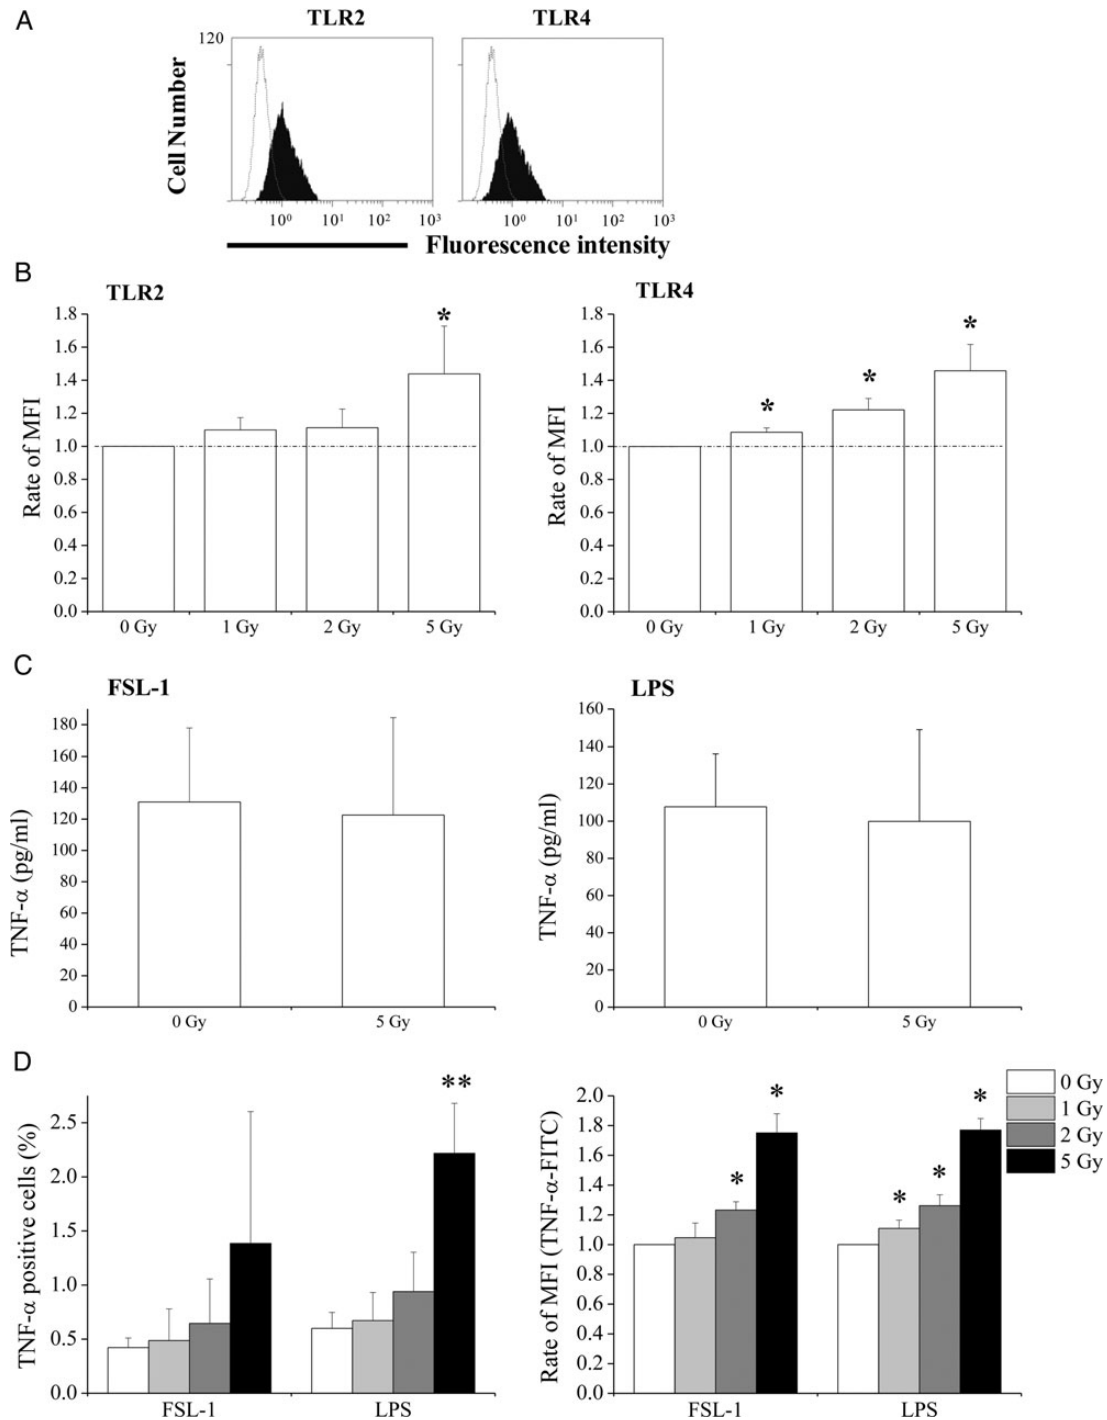 A
TLR2
TLR4
120
Cell Number
10⁰ 10¹ 10² 10³
10⁰ 10¹ 10² 10³
Fluorescence intensity
B
TLR2
Rate of MFI
1.8
1.6
1.4
1.2
1.0
0.8
0.6
0.4
0.2
0.0
*
0 Gy 1 Gy 2 Gy 5 Gy
TLR4
Rate of MFI
1.8
1.6
1.4
1.2
1.0
0.8
0.6
0.4
0.2
0.0
* * *
0 Gy 1 Gy 2 Gy 5 Gy
C
FSL-1
TNF-α (pg/ml)
180
160
140
120
100
80
60
40
20
0
0 Gy 5 Gy
LPS
TNF-α (pg/ml)
160
140
120
100
80
60
40
20
0
0 Gy 5 Gy
D
TNF-α positive cells (%)
2.5
2.0
1.5
1.0
0.5
0.0
**
FSL-1 LPS
Rate of MFI (TNF-α-FITC)
2.0
1.8
1.6
1.4
1.2
1.0
0.8
0.6
0.4
0.2
0.0
* * * * *
FSL-1 LPS
0 Gy
1 Gy
2 Gy
5 Gy